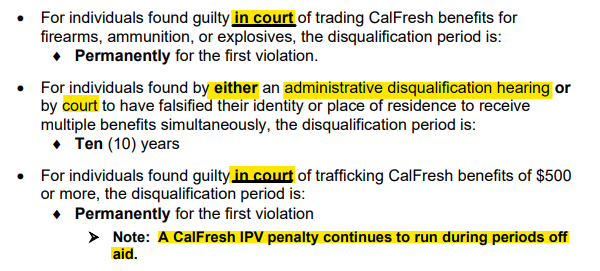 • For individuals found guilty in court of trading CalFresh benefits for
firearms, ammunition, or explosives, the disqualification period is:
♦ Permanently for the first violation.
• For individuals found by either an administrative disqualification hearing or
by court to have falsified their identity or place of residence to receive
multiple benefits simultaneously, the disqualification period is:
♦ Ten (10) years
• For individuals found guilty in court of trafficking CalFresh benefits of $500
or more, the disqualification period is:
♦ Permanently for the first violation
➢ Note: A CalFresh IPV penalty continues to run during periods off
aid.